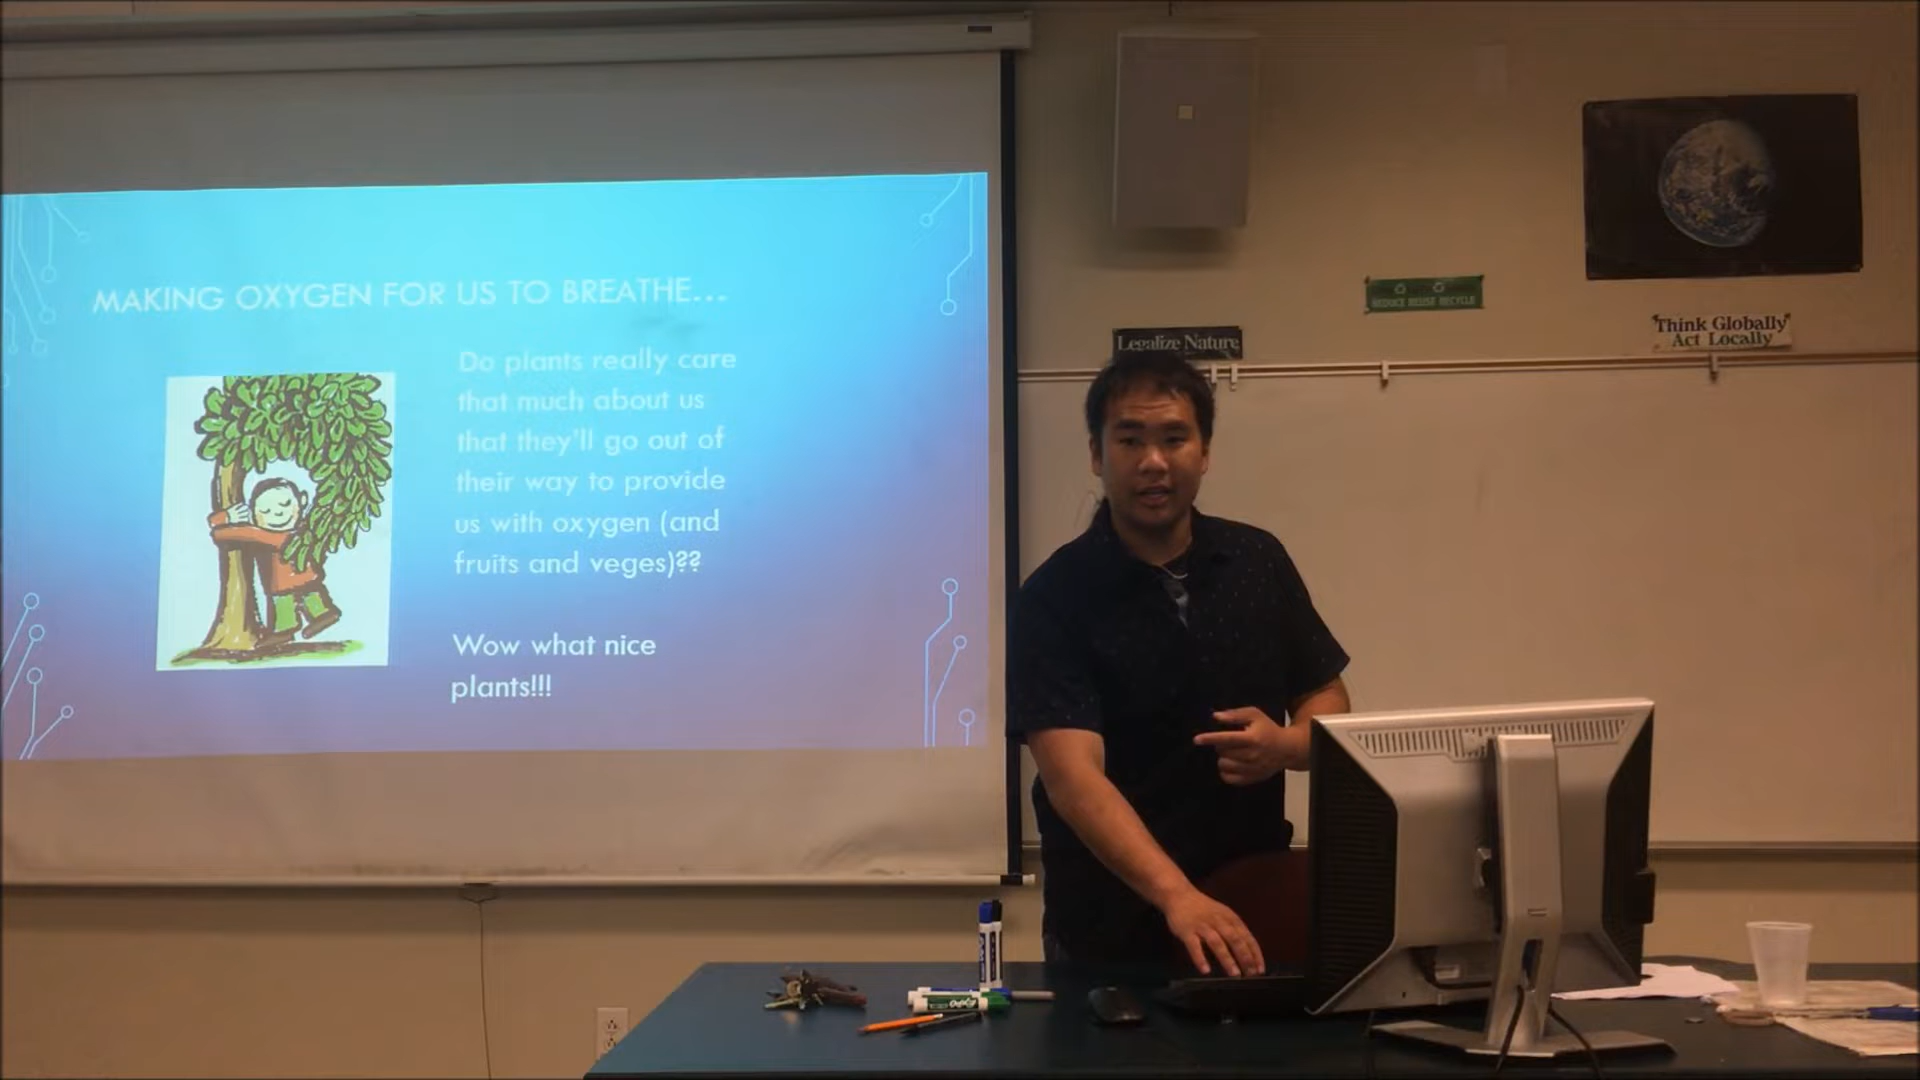 MAKING OXYGEN FOR US TO BREATHE...
Do plants really care
that much about us
that they'll go out of
their way to provide
us with oxygen (and
fruits and veges)??
Wow what nice
plants!!!
Legalize Nature
REDUCE REUSE RECYCLE
Think Globally
Act Locally
EXPO